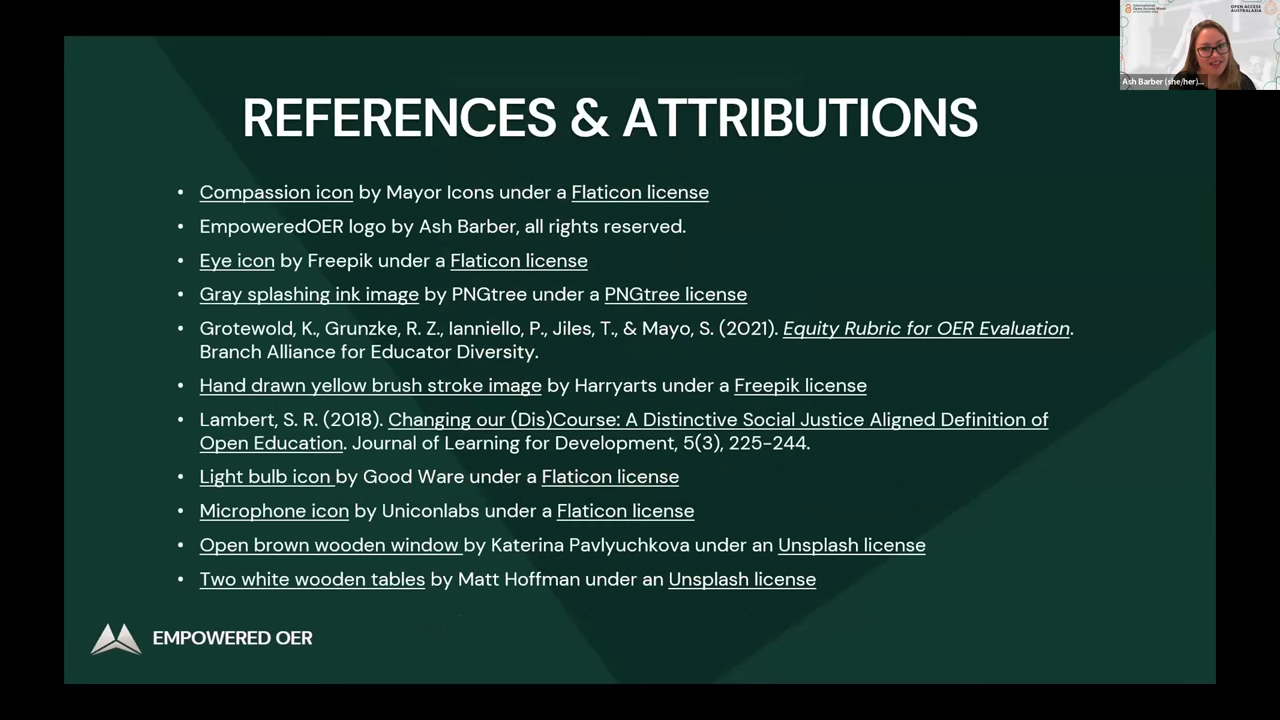 International
Open Access Week
OPEN ACCESS
AUSTRALASIA
Ash Barber (she/her)...
REFERENCES & ATTRIBUTIONS
• Compassion icon by Mayor Icons under a Flaticon license
• EmpoweredOER logo by Ash Barber, all rights reserved.
• Eye icon by Freepik under a Flaticon license
• Gray splashing ink image by PNGtree under a PNGtree license
• Grotewold, K., Grunzke, R. Z., Ianniello, P., Jiles, T., & Mayo, S. (2021). Equity Rubric for OER Evaluation.
Branch Alliance for Educator Diversity.
• Hand drawn yellow brush stroke image by Harryarts under a Freepik license
• Lambert, S. R. (2018). Changing our (Dis)Course: A Distinctive Social Justice Aligned Definition of
Open Education. Journal of Learning for Development, 5(3), 225-244.
• Light bulb icon by Good Ware under a Flaticon license
• Microphone icon by Uniconlabs under a Flaticon license
• Open brown wooden window by Katerina Pavlyuchkova under an Unsplash license
• Two white wooden tables by Matt Hoffman under an Unsplash license
EMPOWERED OER